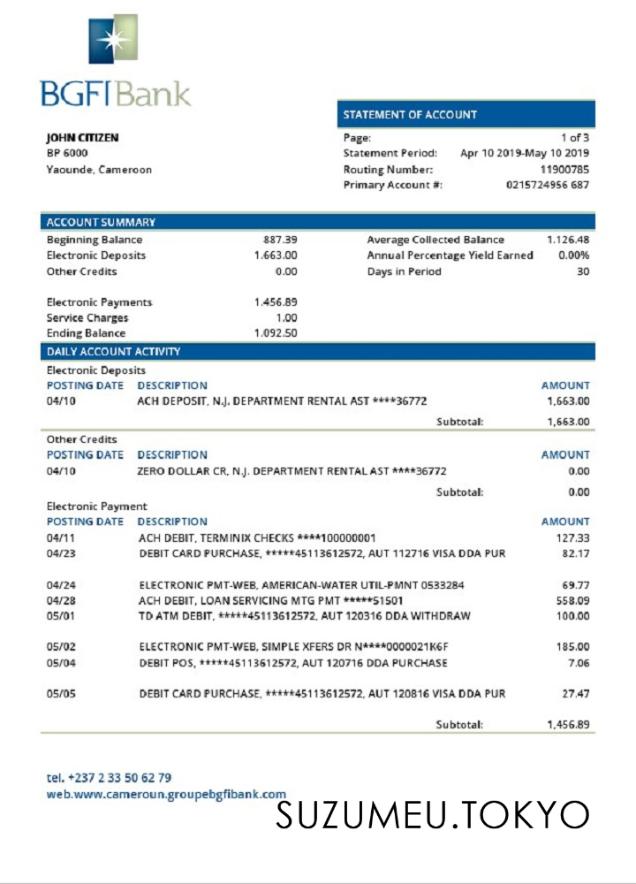 BGFIBank
STATEMENT OF ACCOUNT
JOHN CITIZEN
BP 6000
Yaounde, Cameroon
Page: 1 of 3
Statement Period: Apr 10 2019-May 10 2019
Routing Number: 11900785
Primary Account #: 0215724956 687
ACCOUNT SUMMARY
Beginning Balance 887.39 Average Collected Balance 1.126.48
Electronic Deposits 1.663.00 Annual Percentage Yield Earned 0.00%
Other Credits 0.00 Days in Period 30
Electronic Payments 1.456.89
Service Charges 1.00
Ending Balance 1.092.50
DAILY ACCOUNT ACTIVITY
Electronic Deposits
POSTING DATE DESCRIPTION AMOUNT
04/10 ACH DEPOSIT, N.J. DEPARTMENT RENTAL AST ****36772 1,663.00
Subtotal: 1,663.00
Other Credits
POSTING DATE DESCRIPTION AMOUNT
04/10 ZERO DOLLAR CR, N.J. DEPARTMENT RENTAL AST ****36772 0.00
Subtotal: 0.00
Electronic Payment
POSTING DATE DESCRIPTION AMOUNT
04/11 ACH DEBIT, TERMINIX CHECKS ****100000001 127.33
04/23 DEBIT CARD PURCHASE, *****45113612572, AUT 112716 VISA DDA PUR 82.17
04/24 ELECTRONIC PMT-WEB, AMERICAN-WATER UTIL-PMNT 0533284 69.77
04/28 ACH DEBIT, LOAN SERVICING MTG PMT *****51501 558.09
05/01 TD ATM DEBIT, *****45113612572, AUT 120316 DDA WITHDRAW 100.00
05/02 ELECTRONIC PMT-WEB, SIMPLE XFERS DR N****0000021K6F 185.00
05/04 DEBIT POS, *****45113612572, AUT 120716 DDA PURCHASE 7.06
05/05 DEBIT CARD PURCHASE, *****45113612572, AUT 120816 VISA DDA PUR 27.47
Subtotal: 1,456.89
tel. +237 2 33 50 62 79
web.www.cameroun.groupebgfibank.com
SUZUMEU.TOKYO